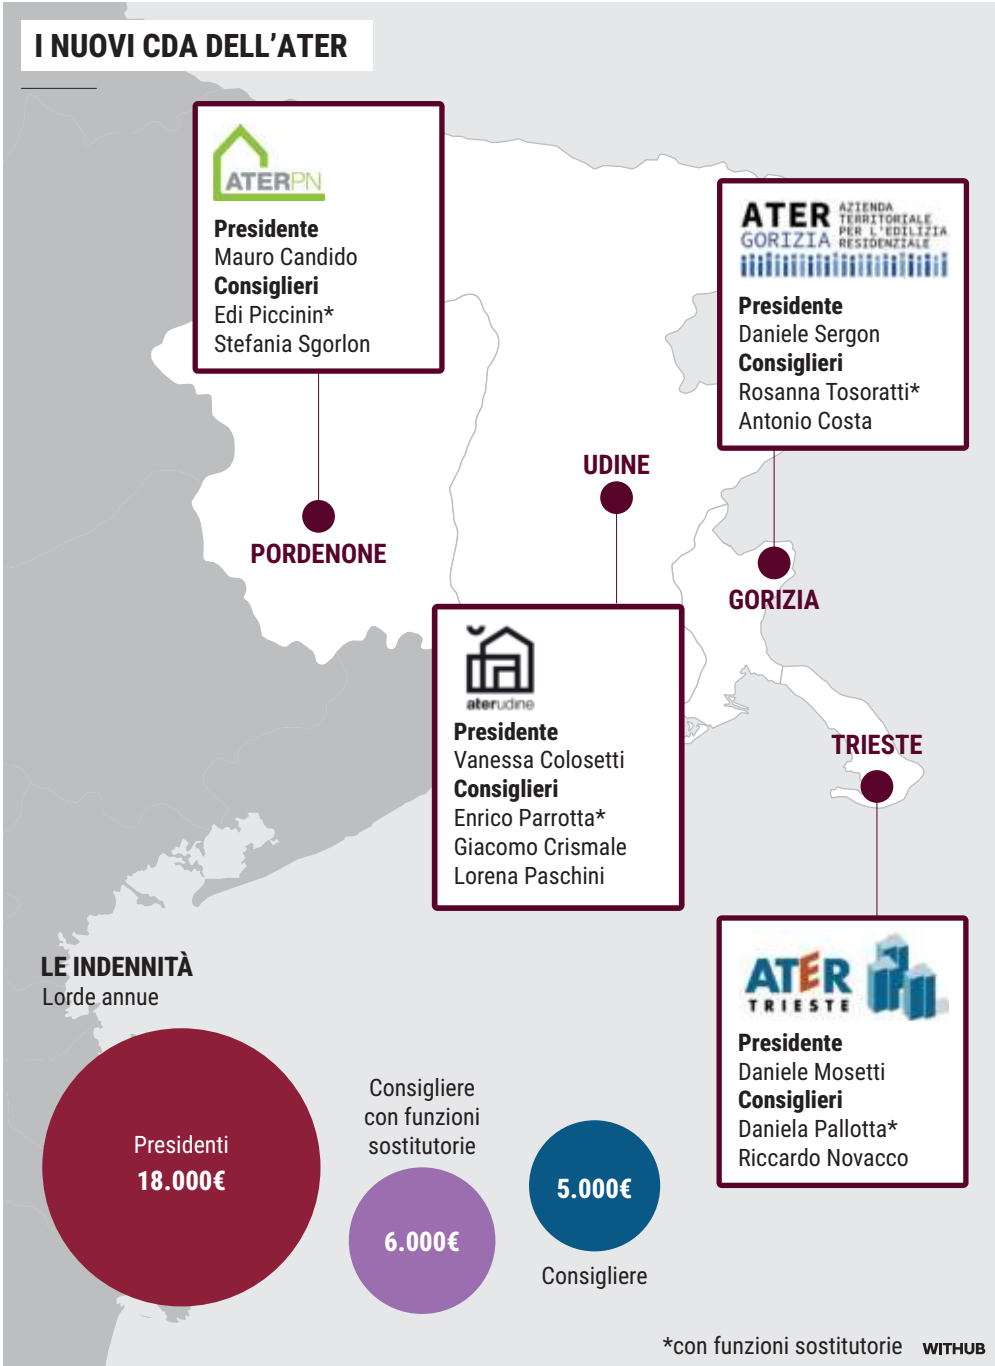 I NUOVI CDA DELL'ATER
ATERPN
Presidente
Mauro Candido
Consiglieri
Edi Piccinin*
Stefania Sgorlon
PORDENONE
ATER GORIZIA
AZIENDA
TERRITORIALE
PER L'EDILIZIA
RESIDENZIALE
Presidente
Daniele Sergon
Consiglieri
Rosanna Tosoratti*
Antonio Costa
GORIZIA
UDINE
aterudine
Presidente
Vanessa Colosetti
Consiglieri
Enrico Parrotta*
Giacomo Crismale
Lorena Paschini
TRIESTE
ATER
TRIESTE
Presidente
Daniele Mosetti
Consiglieri
Daniela Pallotta*
Riccardo Novacco
LE INDENNITÀ
Lorde annue
Presidenti
18.000€
Consigliere
con funzioni
sostitutorie
6.000€
5.000€
Consigliere
*con funzioni sostitutorie
WITHUB